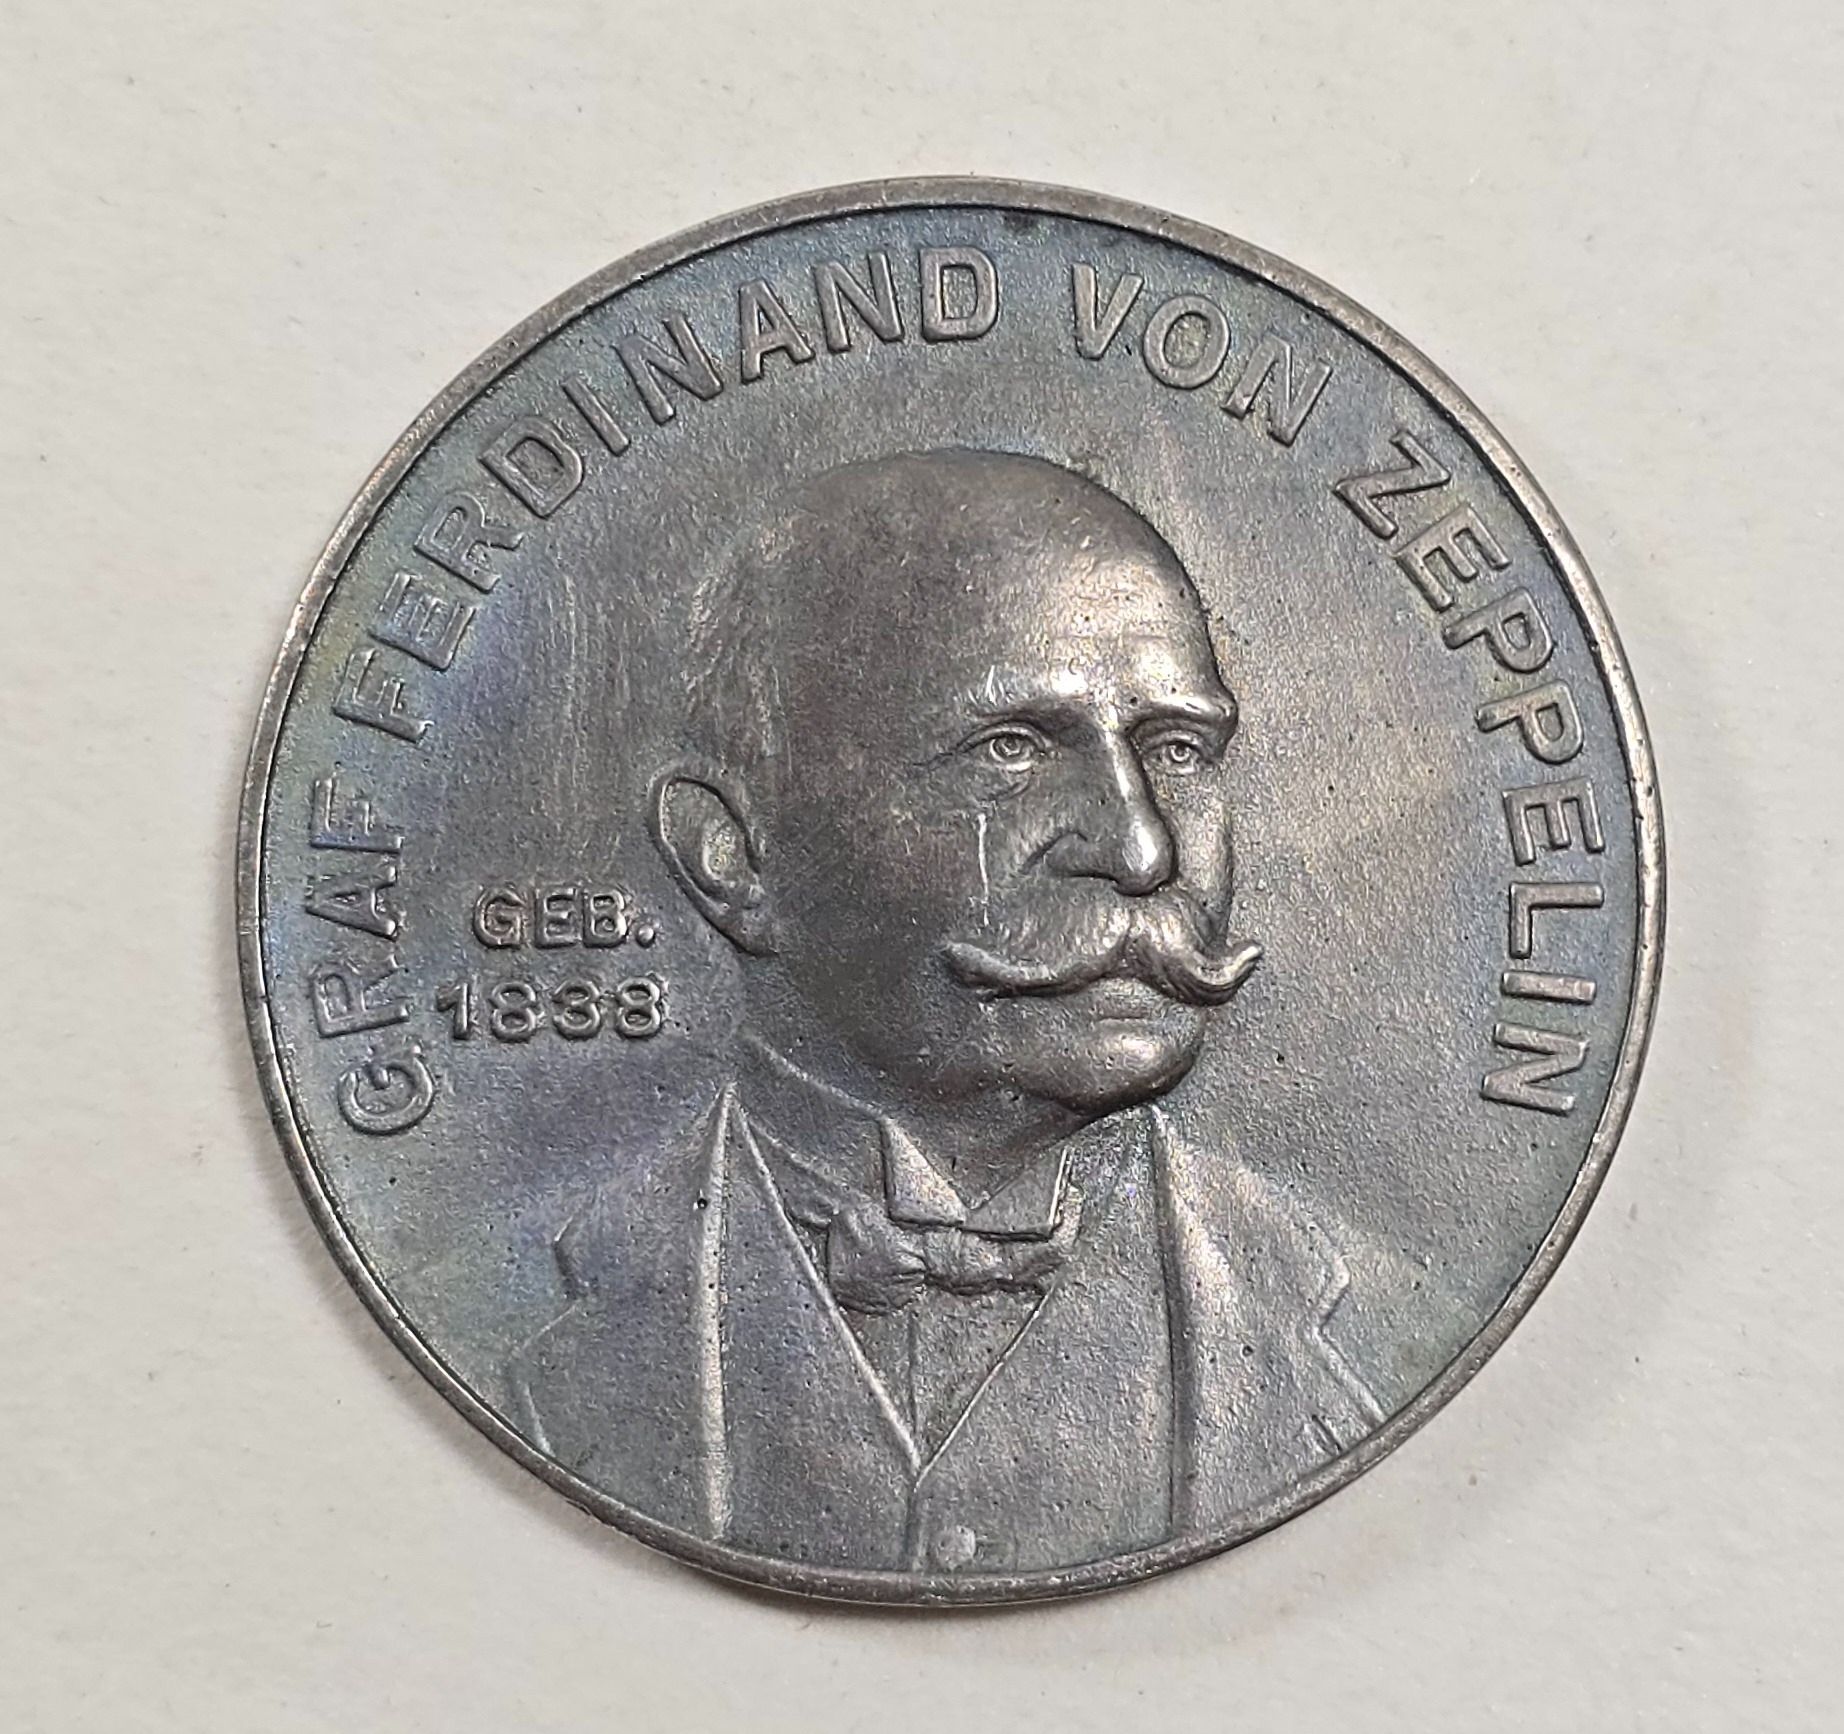 GRAF FERDINAND VON ZEPPELIN
GEB.
1838